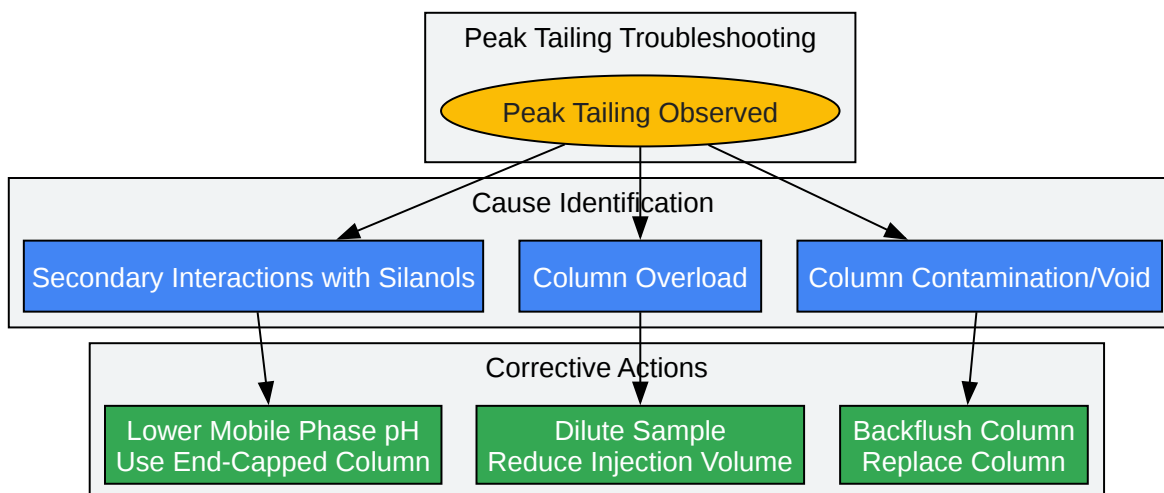 Peak Tailing Troubleshooting
Peak Tailing Observed
Cause Identification
Secondary Interactions with Silanols
Column Overload
Column Contamination/Void
Corrective Actions
Lower Mobile Phase pH
Use End-Capped Column
Dilute Sample
Reduce Injection Volume
Backflush Column
Replace Column